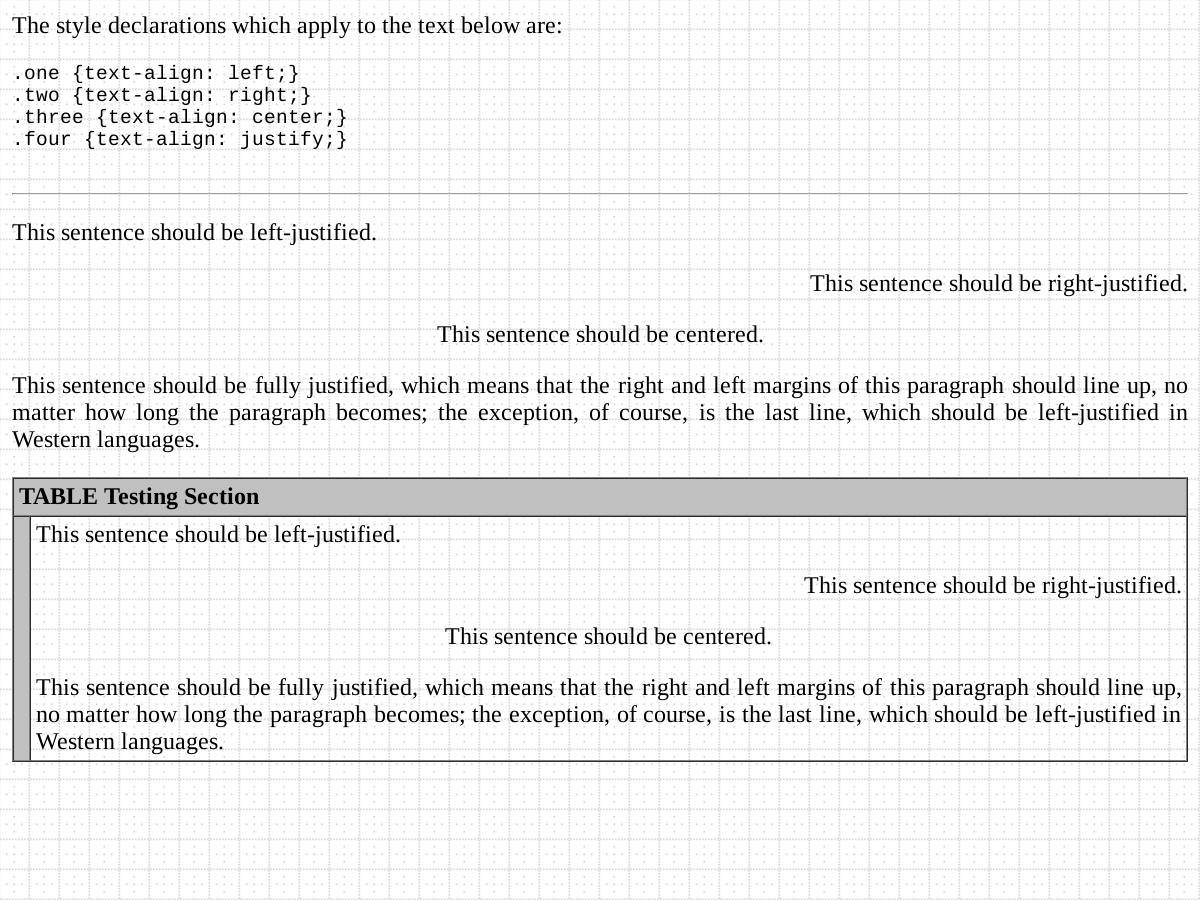 The style declarations which apply to the text below are:
.one {text-align: left;}
.two {text-align: right;}
.three {text-align: center;}
.four {text-align: justify;}
This sentence should be left-justified.
This sentence should be right-justified.
This sentence should be centered.
This sentence should be fully justified, which means that the right and left margins of this paragraph should line up, no
matter how long the paragraph becomes; the exception, of course, is the last line, which should be left-justified in
Western languages.
TABLE Testing Section
This sentence should be left-justified.
This sentence should be right-justified.
This sentence should be centered.
This sentence should be fully justified, which means that the right and left margins of this paragraph should line up,
no matter how long the paragraph becomes; the exception, of course, is the last line, which should be left-justified in
Western languages.